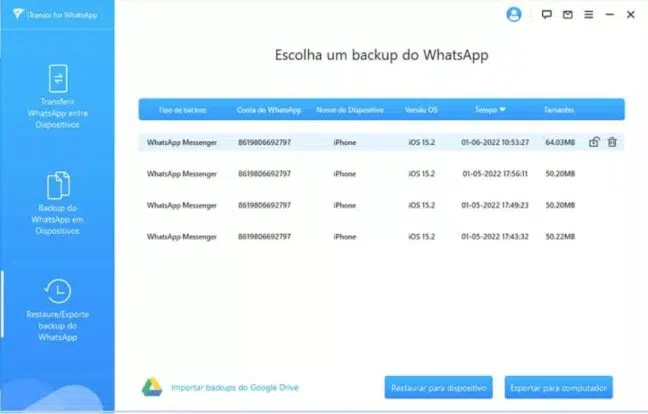 iTransor for WhatsApp
Transferir
WhatsApp entre
Dispositivos
Backup do
WhatsApp em
Dispositivos
Restaure/Exporte
backup do
WhatsApp
Escolha um backup do WhatsApp
Tipo de backup Conta do WhatsApp Nome do Dispositivo Versão OS Tempo Tamanho
WhatsApp Messenger 8619806692797 iPhone iOS 15.2 01-06-2022 10:53:27 64.03MB
WhatsApp Messenger 8619806692797 iPhone iOS 15.2 01-05-2022 17:56:11 50.20MB
WhatsApp Messenger 8619806692797 iPhone iOS 15.2 01-05-2022 17:49:23 50.20MB
WhatsApp Messenger 8619806692797 iPhone iOS 15.2 01-05-2022 17:43:32 50.22MB
Importar backups do Google Drive
Restaurar para dispositivo
Exportar para computador